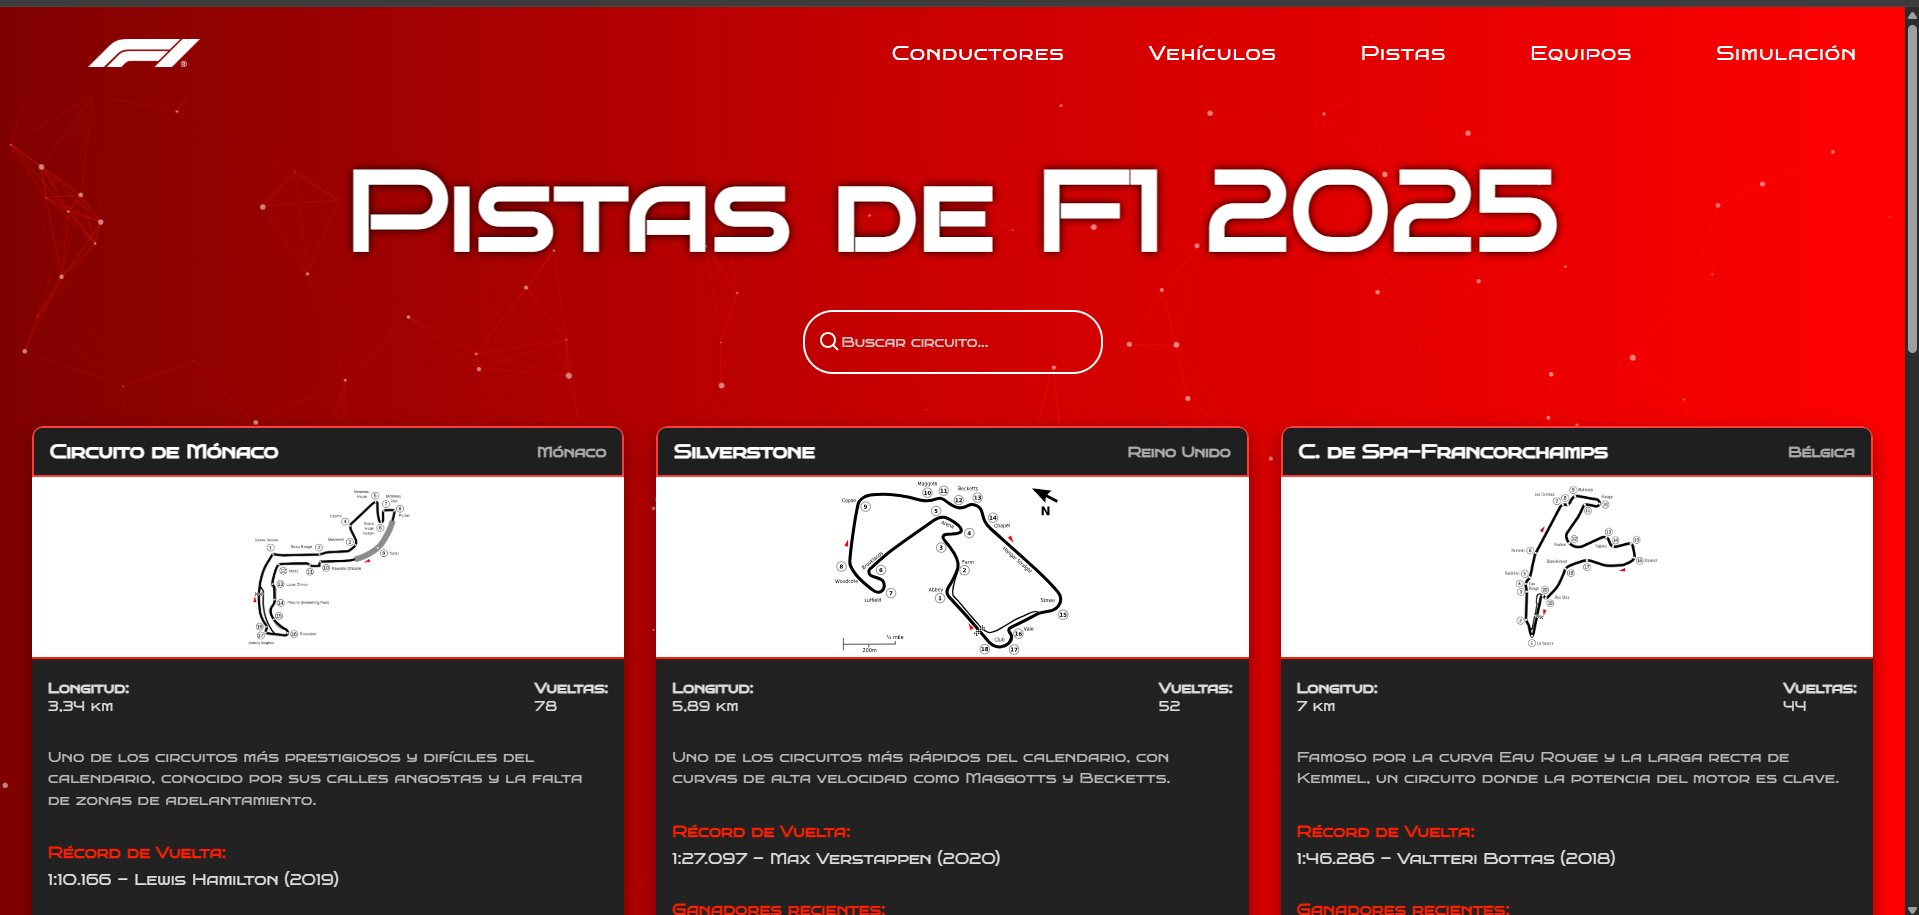 F1®
Conductores
Vehículos
Pistas
Equipos
Simulación
Pistas de F1 2025
Buscar circuito...
Circuito de Mónaco
Mónaco
Silverstone
Reino Unido
C. de Spa-Francorchamps
Bélgica
Maggots
Becketts
Copse
Chapel
Arena
Hangar Straight
Brooklands
Farm
Woodcote
Luffield
Abbey
Stowe
Vale
Club
N
¼ mile
200m
Longitud:
3,34 km
Vueltas:
78
Longitud:
5,89 km
Vueltas:
52
Longitud:
7 km
Vueltas:
44
Uno de los circuitos más prestigiosos y difíciles del
calendario, conocido por sus calles angostas y la falta
de zonas de adelantamiento.
Uno de los circuitos más rápidos del calendario, con
curvas de alta velocidad como Maggotts y Becketts.
Famoso por la curva Eau Rouge y la larga recta de
Kemmel, un circuito donde la potencia del motor es clave.
Récord de Vuelta:
1:10.166 - Lewis Hamilton (2019)
Récord de Vuelta:
1:27.097 - Max Verstappen (2020)
Récord de Vuelta:
1:46.286 - Valtteri Bottas (2018)
Ganadores recientes:
Ganadores recientes: